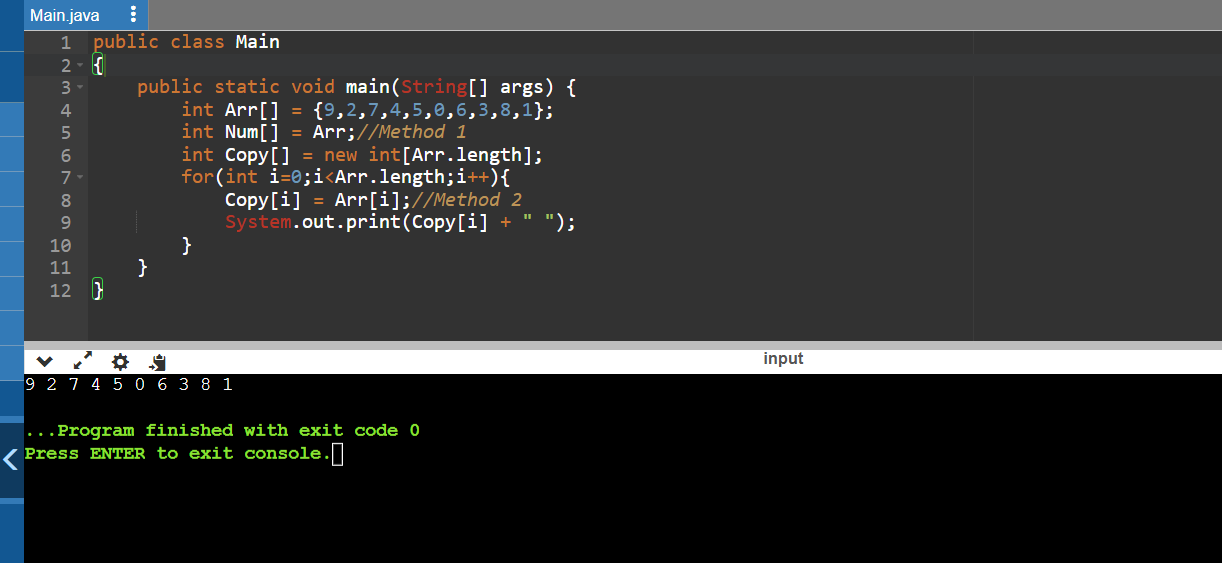 Main.java
1 public class Main
2 {
3 public static void main(String[] args) {
4 int Arr[] = {9,2,7,4,5,0,6,3,8,1};
5 int Num[] = Arr;//Method 1
6 int Copy[] = new int[Arr.length];
7 for(int i=0;i<Arr.length;i++){
8 Copy[i] = Arr[i];//Method 2
9 System.out.print(Copy[i] + " ");
10 }
11 }
12 }
input
9 2 7 4 5 0 6 3 8 1
...Program finished with exit code 0
Press ENTER to exit console.